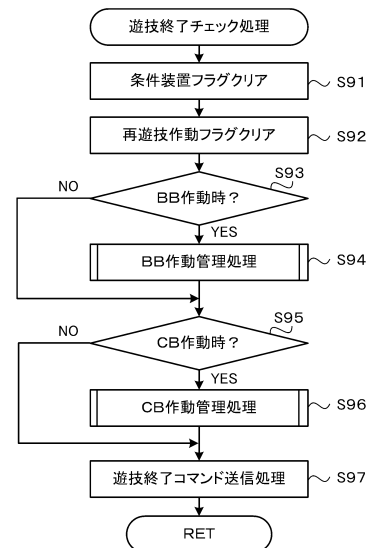 遊技終了チェック処理
条件装置フラグクリア
S91
再遊技作動フラグクリア
S92
S93
NO
BB作動時？
YES
BB作動管理処理
S94
S95
NO
CB作動時？
YES
CB作動管理処理
S96
遊技終了コマンド送信処理
S97
RET